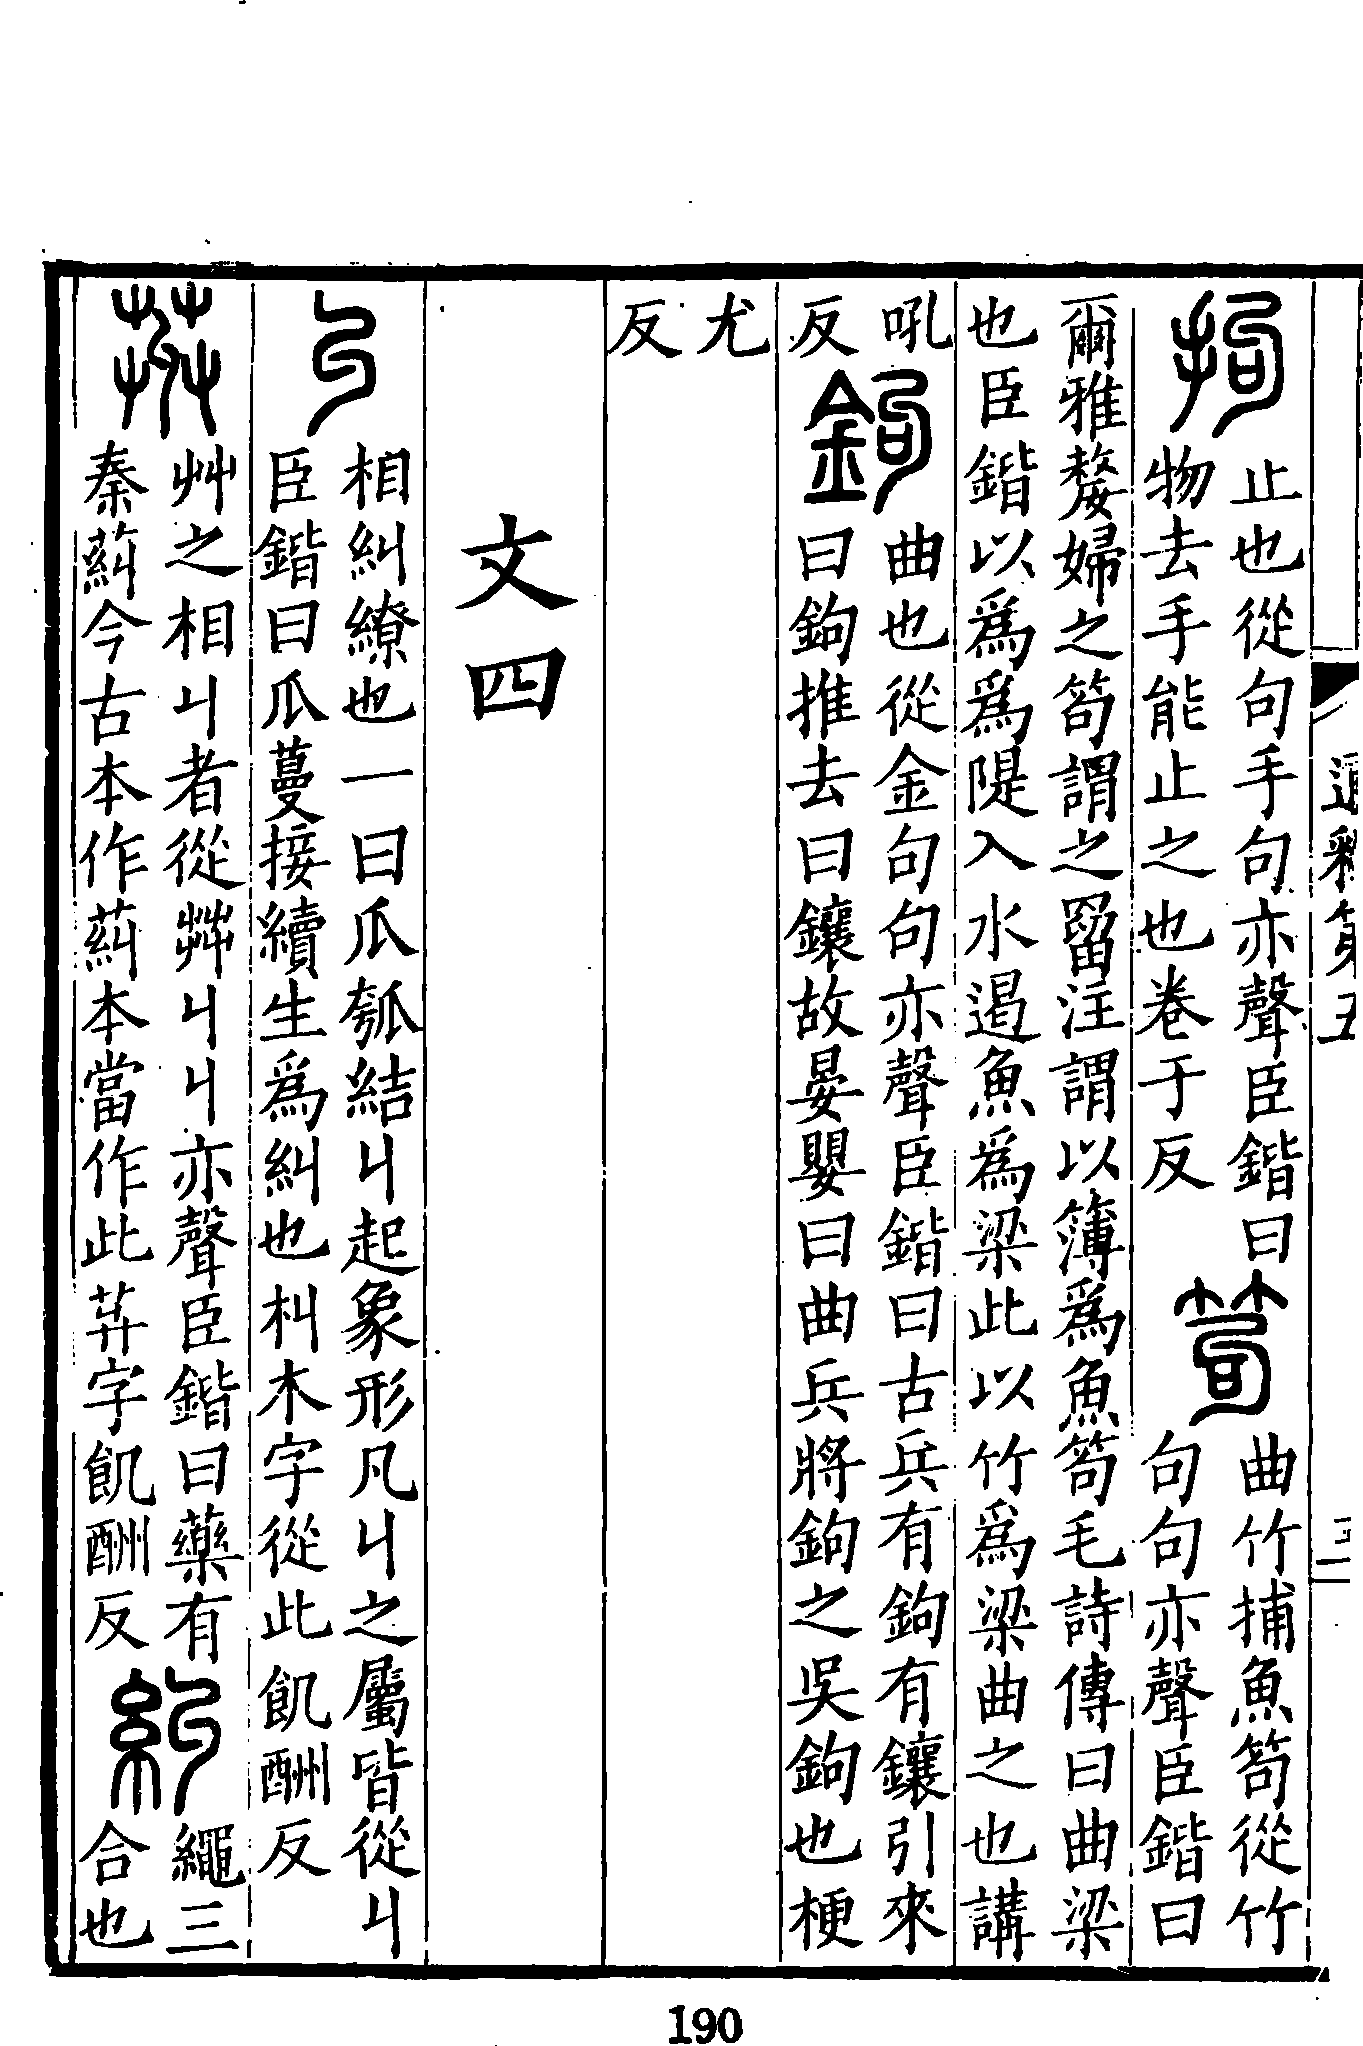 通釋第五
三
拘
止也從句手句亦聲臣鍇曰
物去手能止之也卷于反
笱
曲竹捕魚笱從竹
句句亦聲臣鍇曰
爾雅嫠婦之笱謂之罶注謂以簿爲魚笱毛詩傳曰曲梁
也臣鍇以爲爲隄入水遏魚爲梁此以竹爲梁曲之也講
吼
反
鉤
曲也從金句句亦聲臣鍇曰古兵有鉤有鑲引來
曰鉤推去曰鑲故晏嬰曰曲兵將鉤之吳鉤也梗
尤
反
文四
丩
相糾繚也一曰瓜瓠結丩起象形凡丩之屬皆從丩
臣鍇曰瓜蔓接續生爲糾也朻木字從此飢酬反
茻
艸之相丩者從茻丩丩亦聲臣鍇曰藥有
秦䓖今古本作䓖本當作此茻字飢酬反
糾
繩三
合也
190